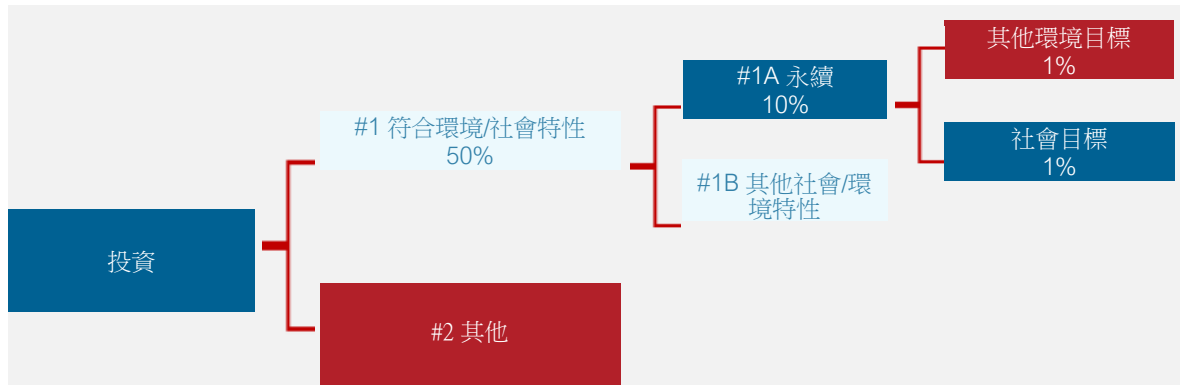 其他環境目標
1%
#1A 永續
10%
#1 符合環境/社會特性
50%
社會目標
1%
#1B 其他社會/環
境特性
投資
#2 其他